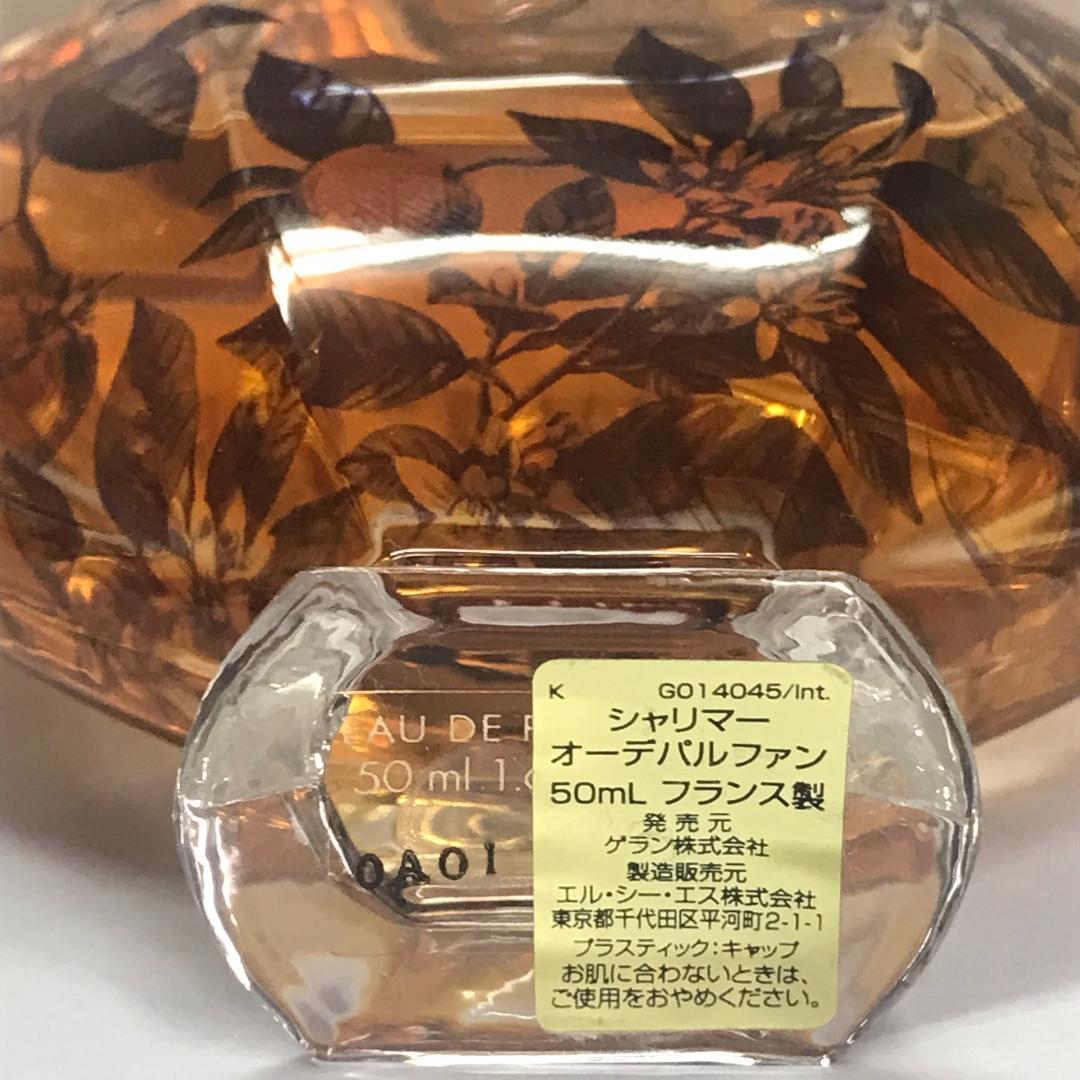 EAU DE
50 ml
0A01
K G014045/Int.
シャリマー
オーデパルファン
50mL フランス製
発売元
ゲラン株式会社
製造販売元
エル・シー・エス株式会社
東京都千代田区平河町2-1-1
プラスティック:キャップ
お肌に合わないときは、
ご使用をおやめください。